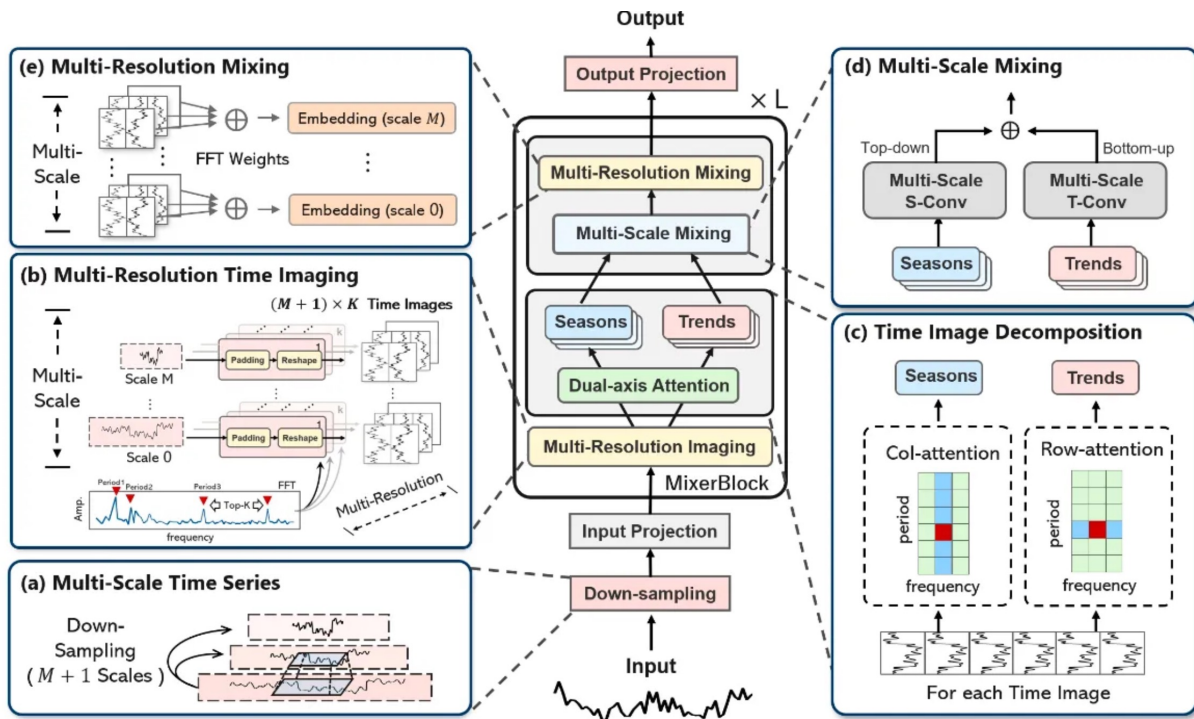 Output
Output Projection
× L
Multi-Resolution Mixing
Multi-Scale Mixing
Seasons
Trends
Dual-axis Attention
Multi-Resolution Imaging
MixerBlock
Input Projection
Down-sampling
Input
(e) Multi-Resolution Mixing
Multi-
Scale
FFT Weights
Embedding (scale M)
Embedding (scale 0)
(b) Multi-Resolution Time Imaging
(M + 1) × K Time Images
Multi-
Scale
Scale M
k
1
Padding
Reshape
Scale 0
k
1
Padding
Reshape
FFT
Period1
Period2
Period3
Top-K
Amp.
frequency
Multi-Resolution
(a) Multi-Scale Time Series
Down-
Sampling
( M + 1 Scales )
(d) Multi-Scale Mixing
Top-down
Bottom-up
Multi-Scale
S-Conv
Multi-Scale
T-Conv
Seasons
Trends
(c) Time Image Decomposition
Seasons
Trends
Col-attention
period
frequency
Row-attention
period
frequency
For each Time Image